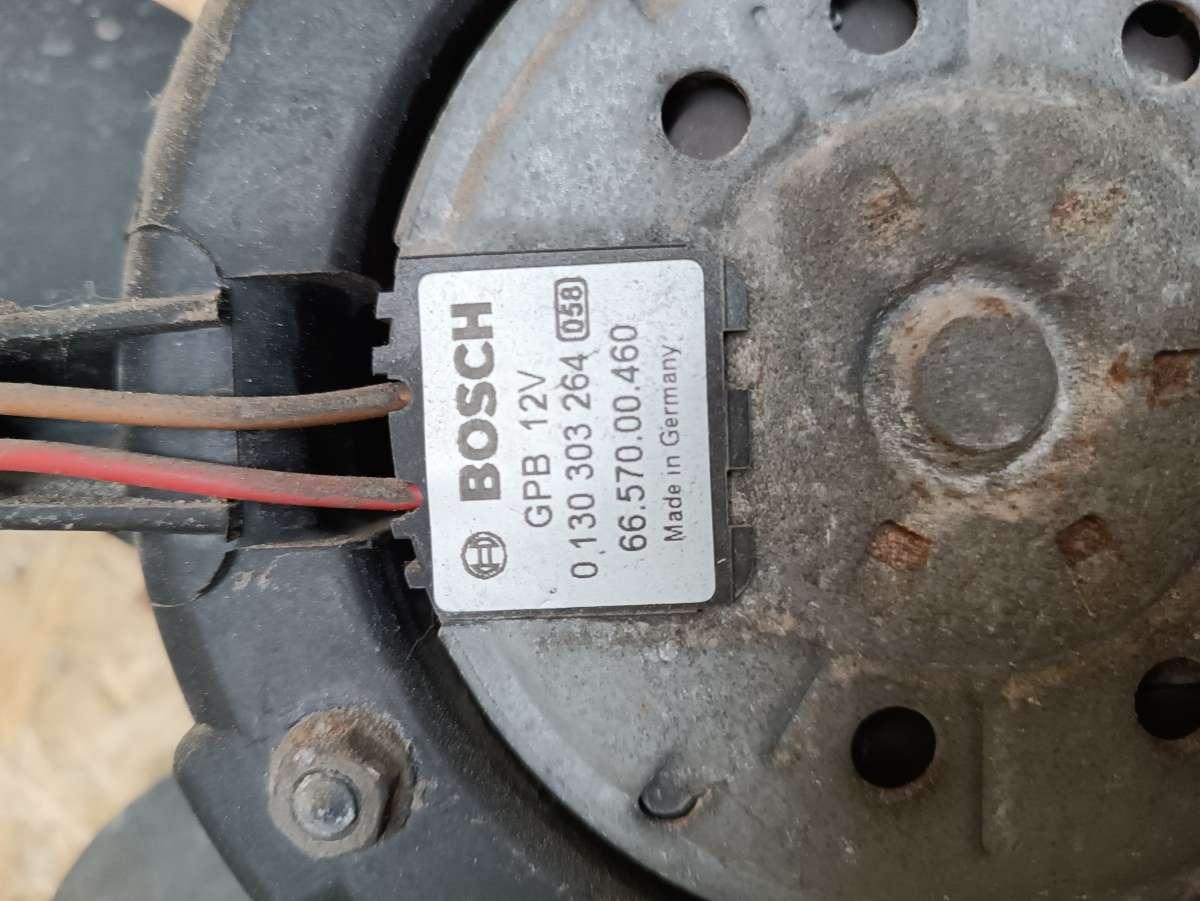 BOSCH
GPB 12V
0 130 303 264 058
66.570.00.460
Made in Germany